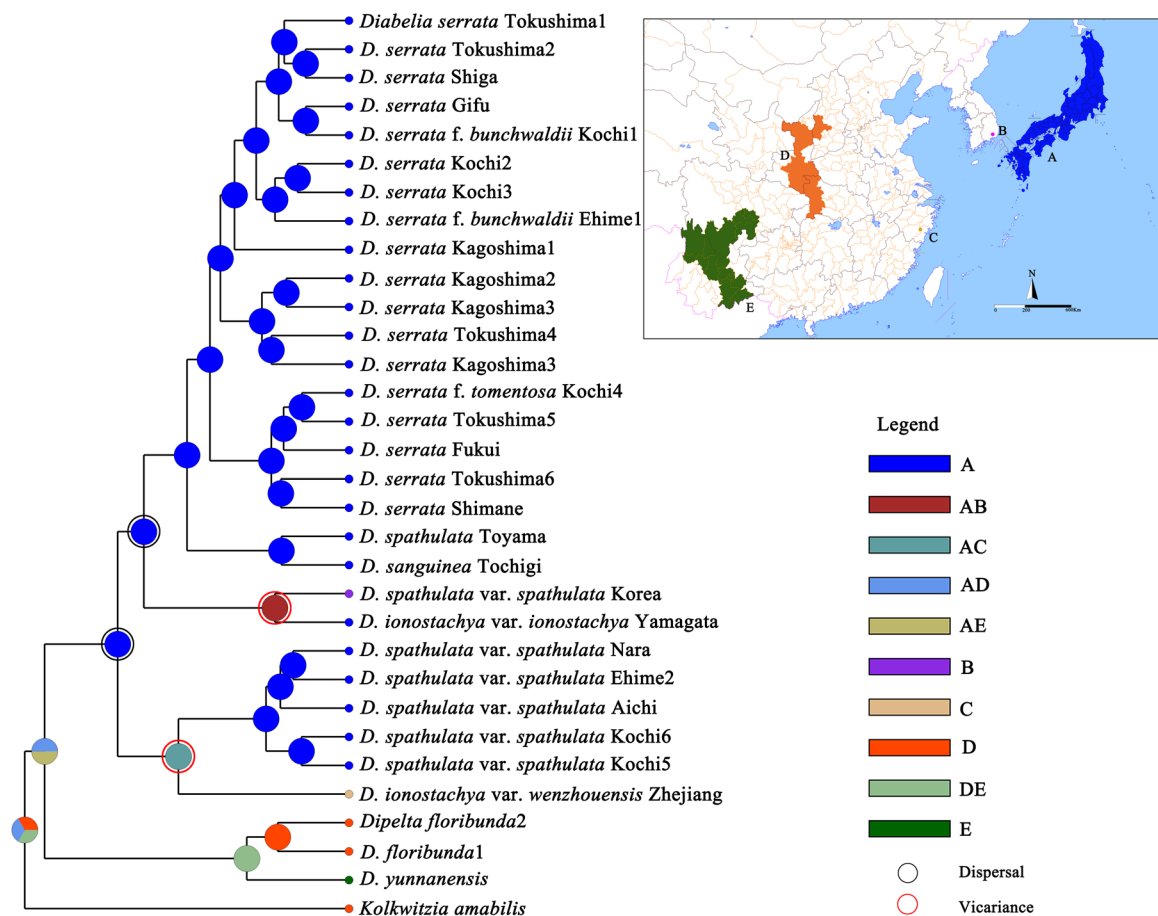 Diabelia serrata Tokushima1
D. serrata Tokushima2
D. serrata Shiga
D. serrata Gifu
D. serrata f. bunchwaldii Kochi1
D. serrata Kochi2
D. serrata Kochi3
D. serrata f. bunchwaldii Ehime1
D. serrata Kagoshima1
D. serrata Kagoshima2
D. serrata Kagoshima3
D. serrata Tokushima4
D. serrata Kagoshima3
D. serrata f. tomentosa Kochi4
D. serrata Tokushima5
D. serrata Fukui
D. serrata Tokushima6
D. serrata Shimane
D. spathulata Toyama
D. sanguinea Tochigi
D. spathulata var. spathulata Korea
D. ionostachya var. ionostachya Yamagata
D. spathulata var. spathulata Nara
D. spathulata var. spathulata Ehime2
D. spathulata var. spathulata Aichi
D. spathulata var. spathulata Kochi6
D. spathulata var. spathulata Kochi5
D. ionostachya var. wenzhouensis Zhejiang
Dipelta floribunda2
D. floribunda1
D. yunnanensis
Kolkwitzia amabilis
B
A
D
C
E
N
0 200 400Km
Legend
A
AB
AC
AD
AE
B
C
D
DE
E
Dispersal
Vicariance